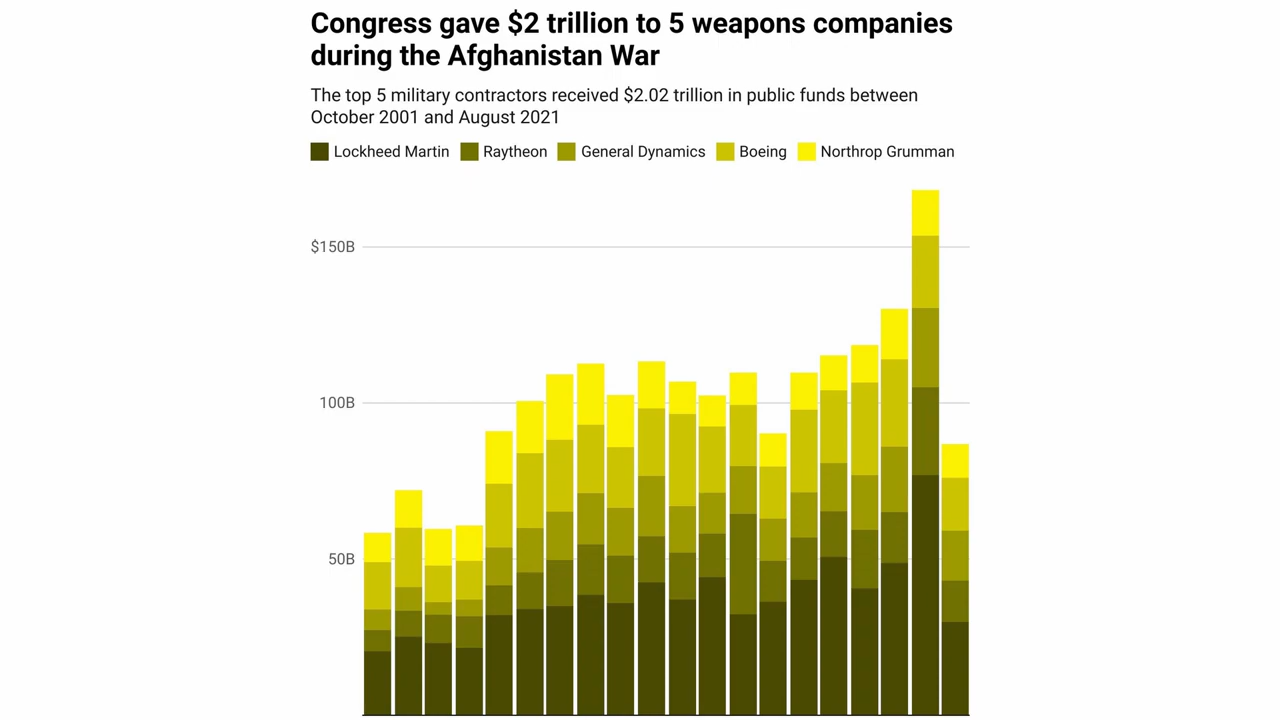 Congress gave $2 trillion to 5 weapons companies
during the Afghanistan War
The top 5 military contractors received $2.02 trillion in public funds between
October 2001 and August 2021
Lockheed Martin Raytheon General Dynamics Boeing Northrop Grumman
$150B
100B
50B